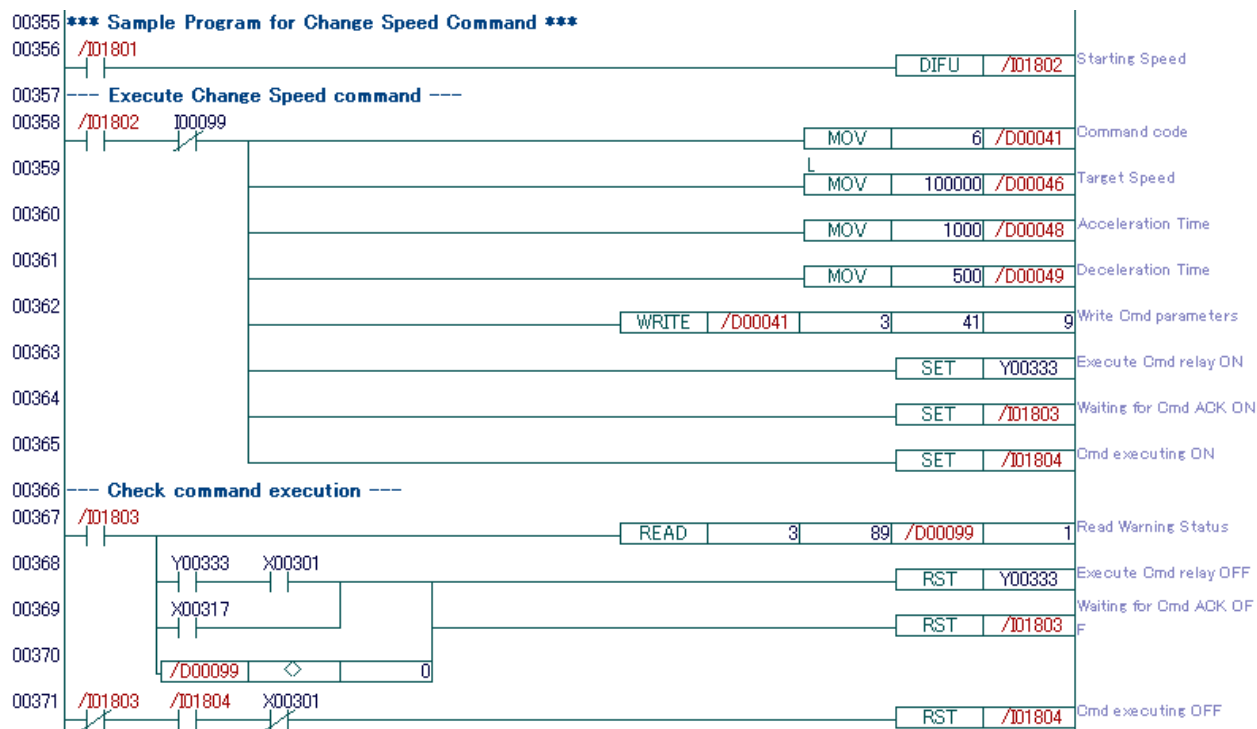 00355 *** Sample Program for Change Speed Command ***
00356 /I01801 DIFU /I01802 Starting Speed
00357 --- Execute Change Speed command ---
00358 /I01802 I00099 MOV 6 /D00041 Command code
00359 L MOV 100000 /D00046 Target Speed
00360 MOV 1000 /D00048 Acceleration Time
00361 MOV 500 /D00049 Deceleration Time
00362 WRITE /D00041 3 41 9 Write Cmd parameters
00363 SET Y00333 Execute Cmd relay ON
00364 SET /I01803 Waiting for Cmd ACK ON
00365 SET /I01804 Cmd executing ON
00366 --- Check command execution ---
00367 /I01803 READ 3 89 /D00099 1 Read Warning Status
00368 Y00333 X00301 RST Y00333 Execute Cmd relay OFF
00369 X00317 RST /I01803 Waiting for Cmd ACK OF
F
00370 /D00099 <> 0
00371 /I01803 /I01804 X00301 RST /I01804 Cmd executing OFF